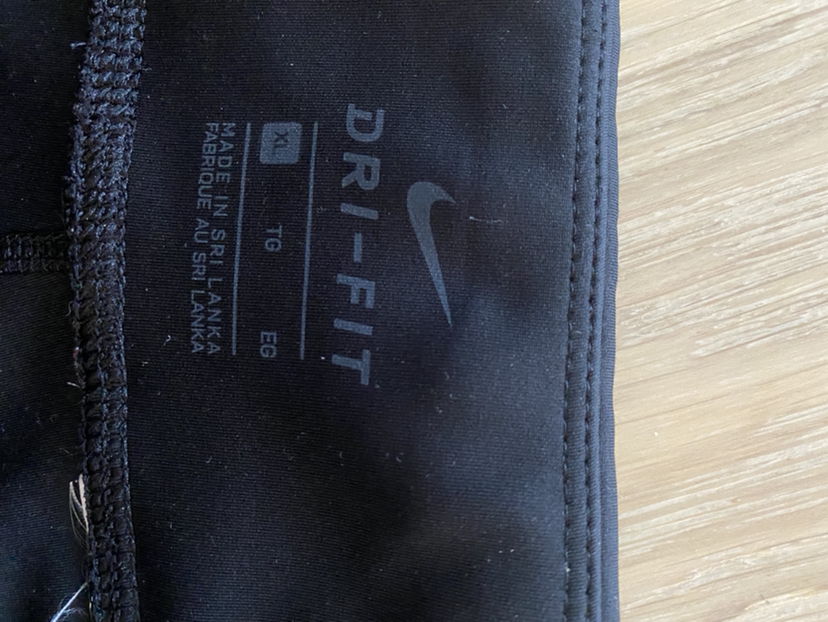 DRI-FIT
XL TG EG
MADE IN SRI LANKA
FABRIQUE AU SRI LANKA